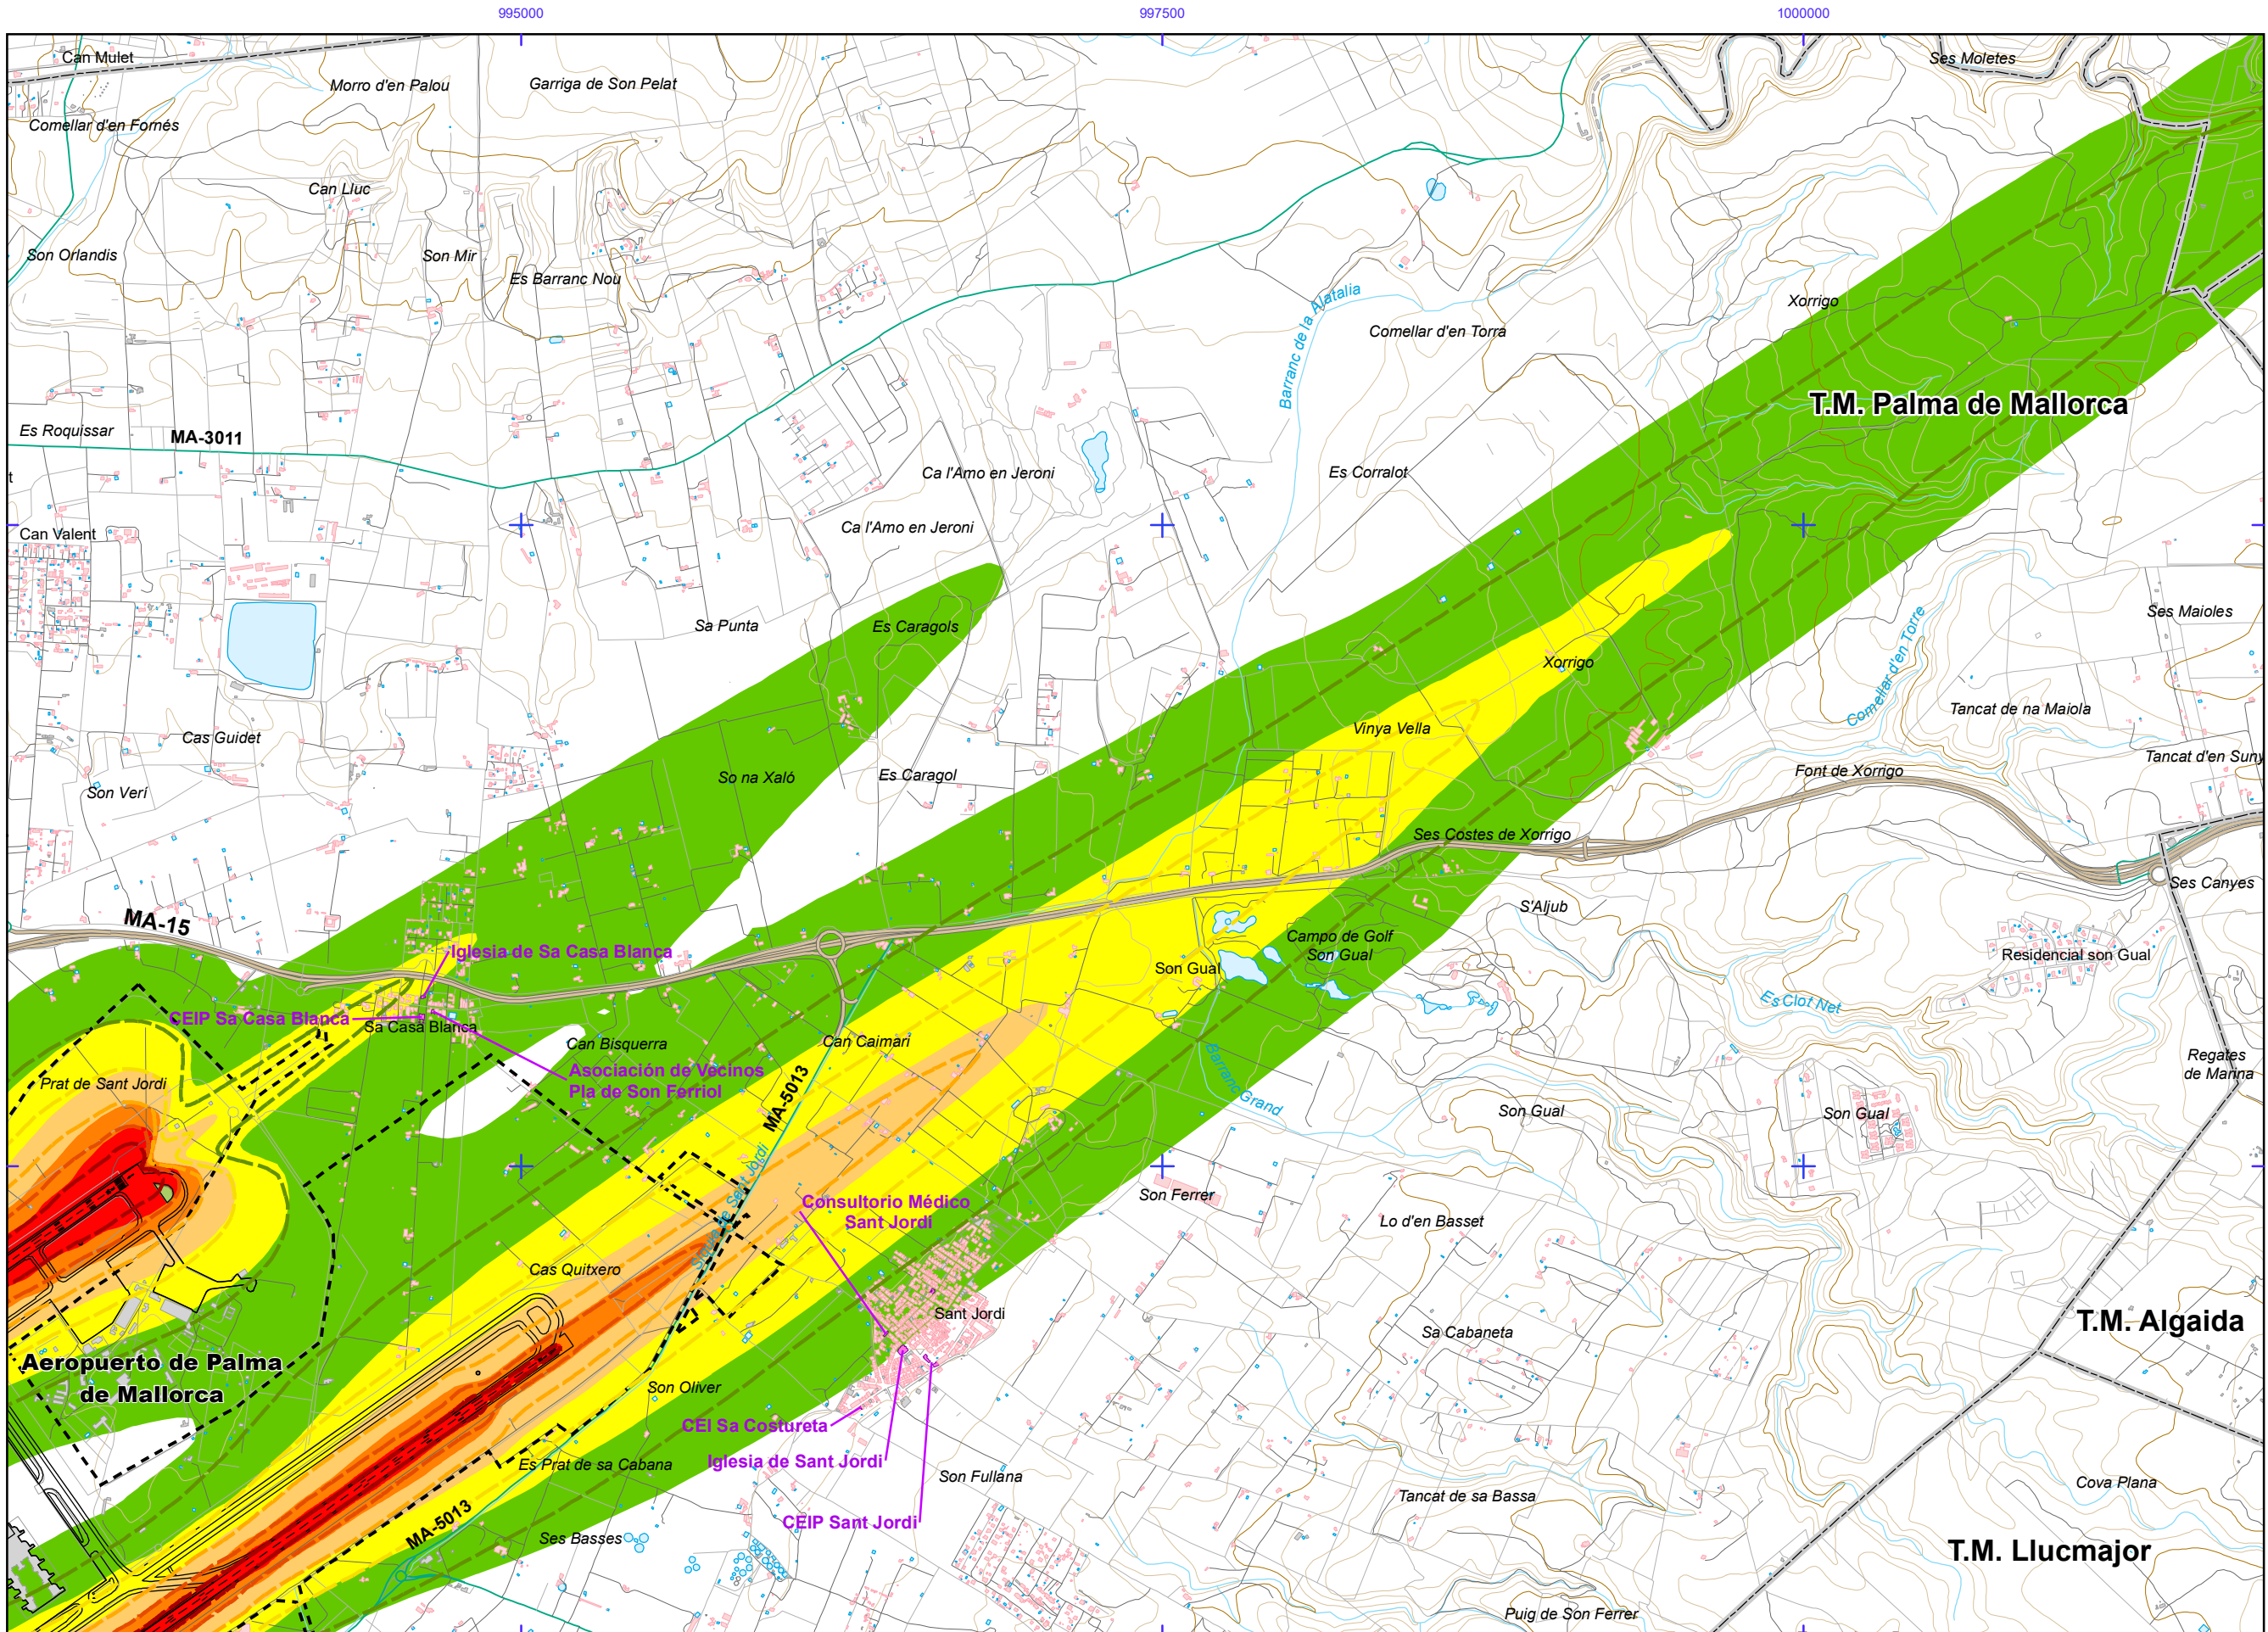 995000
997500
1000000
Can Mulet
Morro d'en Palou
Garriga de Son Pelat
Ses Moletes
Comellar d'en Fornés
Can Lluc
Son Orlandis
Son Mir
Es Barranc Nou
Barranc de la Alatalia
Xorrigo
Comellar d'en Torra
T.M. Palma de Mallorca
Es Roquissar
MA-3011
t
Ca l'Amo en Jeroni
Es Corralot
Can Valent
Ca l'Amo en Jeroni
Sa Punta
Es Caragols
Ses Maioles
Xorrigo
Comellar d'en Torre
Tancat de na Maiola
Cas Guidet
Vinya Vella
Tancat d'en Suny
Son Verí
So na Xaló
Es Caragol
Font de Xorrigo
Ses Costes de Xorrigo
Ses Canyes
MA-15
S'Aljub
Iglesia de Sa Casa Blanca
Campo de Golf
Son Gual
Son Gual
Residencial son Gual
CEIP Sa Casa Blanca
Sa Casa Blanca
Es Clot Net
Can Bisquerra
Can Caimari
Asociación de Vecinos
Pla de Son Ferriol
Prat de Sant Jordi
MA-5013
Barranc Grand
Regates
de Marina
Son Gual
Son Gual
Síquia de Sant Jordi
Consultorio Médico
Sant Jordi
Son Ferrer
Lo d'en Basset
Cas Quitxero
Sant Jordi
Sa Cabaneta
T.M. Algaida
Aeropuerto de Palma
de Mallorca
Son Oliver
CEI Sa Costureta
Iglesia de Sant Jordi
Es Prat de sa Cabana
Son Fullana
Tancat de sa Bassa
Cova Plana
CEIP Sant Jordi
MA-5013
Ses Basses
T.M. Llucmajor
Puig de Son Ferrer